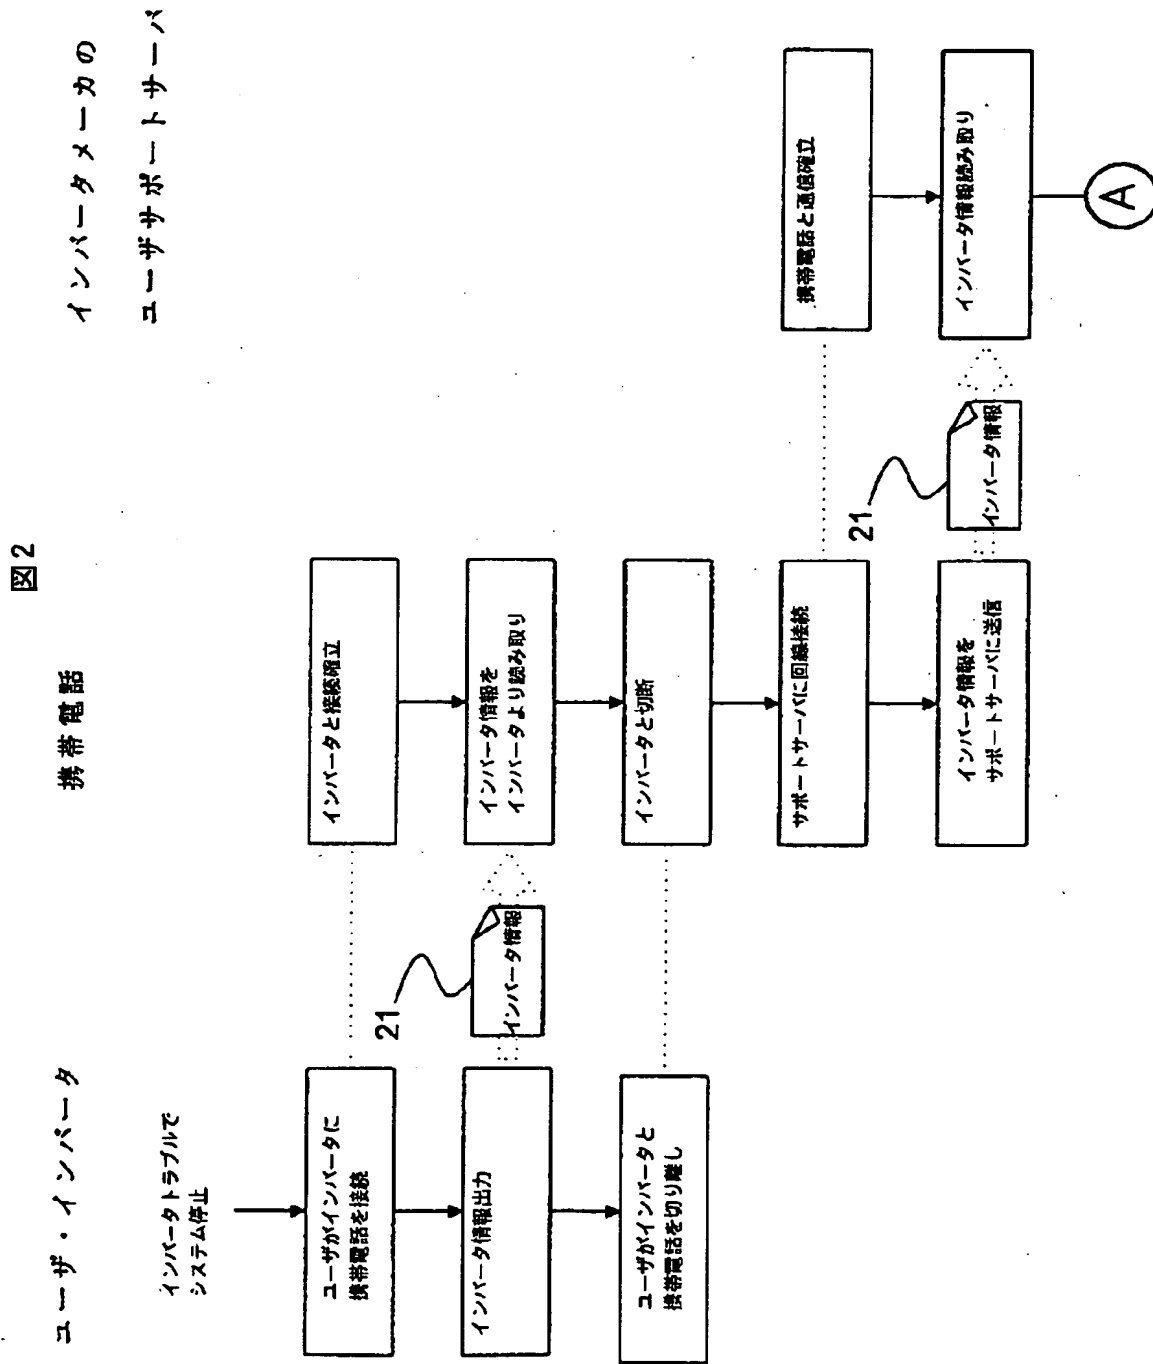 図2
ユーザ・インバータ
携帯電話
インバータメーカの
ユーザサポートサーバ
インバータトラブルで
システム停止
ユーザがインバータに
携帯電話を接続
インバータと接続確立
インバータ情報出力
21
インバータ情報
インバータ情報を
インバータより読み取り
ユーザがインバータと
携帯電話を切り離し
インバータと切断
サポートサーバに回線接続
携帯電話と通信確立
インバータ情報を
サポートサーバに送信
21
インバータ情報
インバータ情報読み取り
A